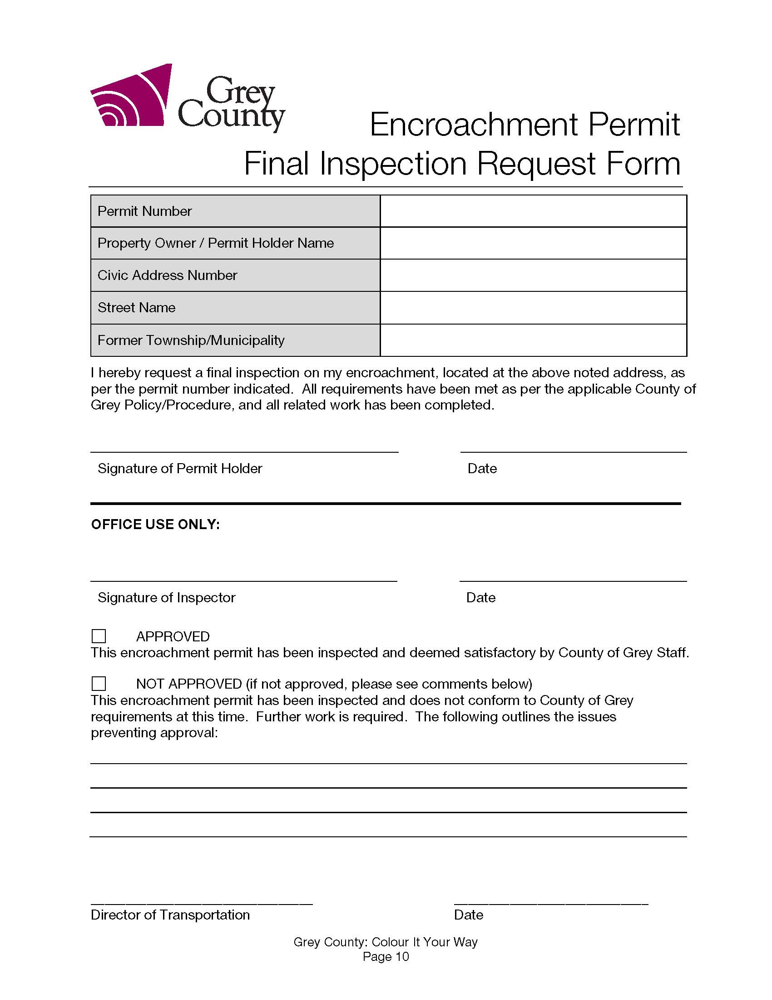 Grey
County
Encroachment Permit
Final Inspection Request Form
Permit Number
Property Owner / Permit Holder Name
Civic Address Number
Street Name
Former Township/Municipality
I hereby request a final inspection on my encroachment, located at the above noted address, as
per the permit number indicated.  All requirements have been met as per the applicable County of
Grey Policy/Procedure, and all related work has been completed.
Signature of Permit Holder
Date
OFFICE USE ONLY:
Signature of Inspector
Date
APPROVED
This encroachment permit has been inspected and deemed satisfactory by County of Grey Staff.
NOT APPROVED (if not approved, please see comments below)
This encroachment permit has been inspected and does not conform to County of Grey
requirements at this time.  Further work is required.  The following outlines the issues
preventing approval:
Director of Transportation
Date
Grey County: Colour It Your Way
Page 10